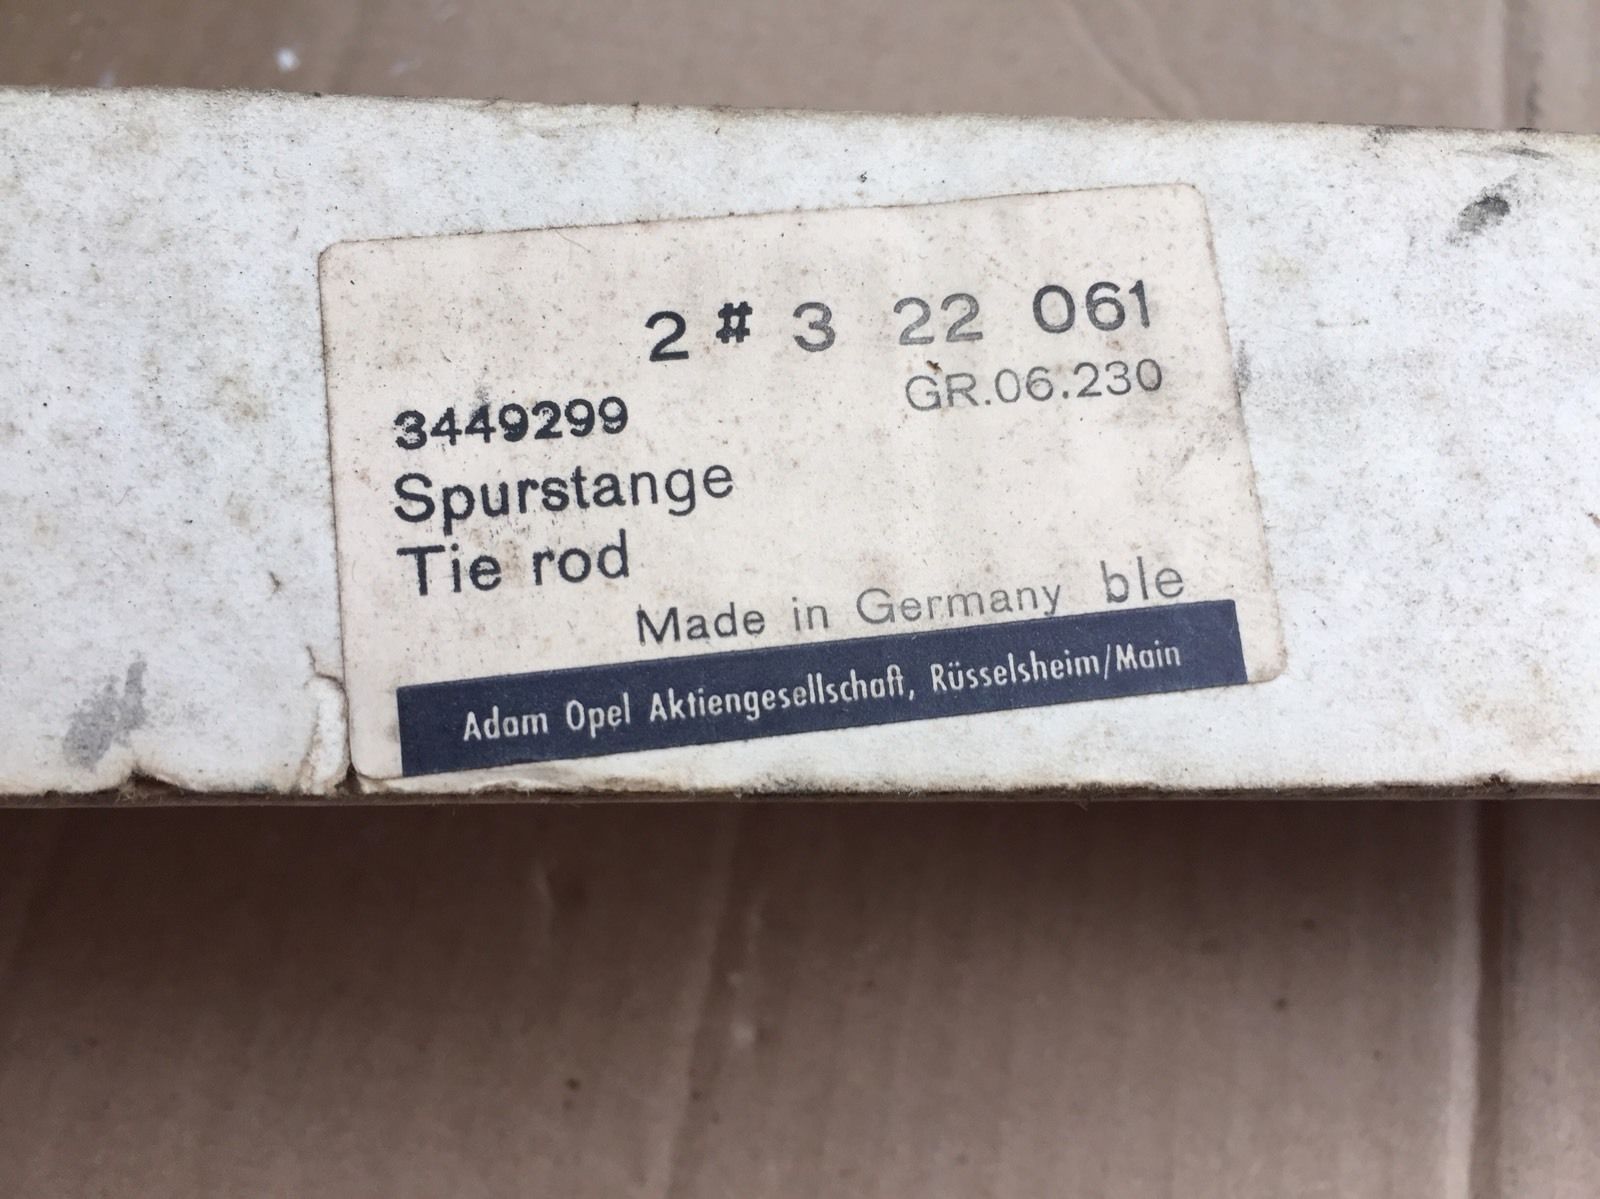 2 # 3 22 061
GR.06.230
3449299
Spurstange
Tie rod
Made in Germany ble
Adam Opel Aktiengesellschaft, Rüsselsheim/Main